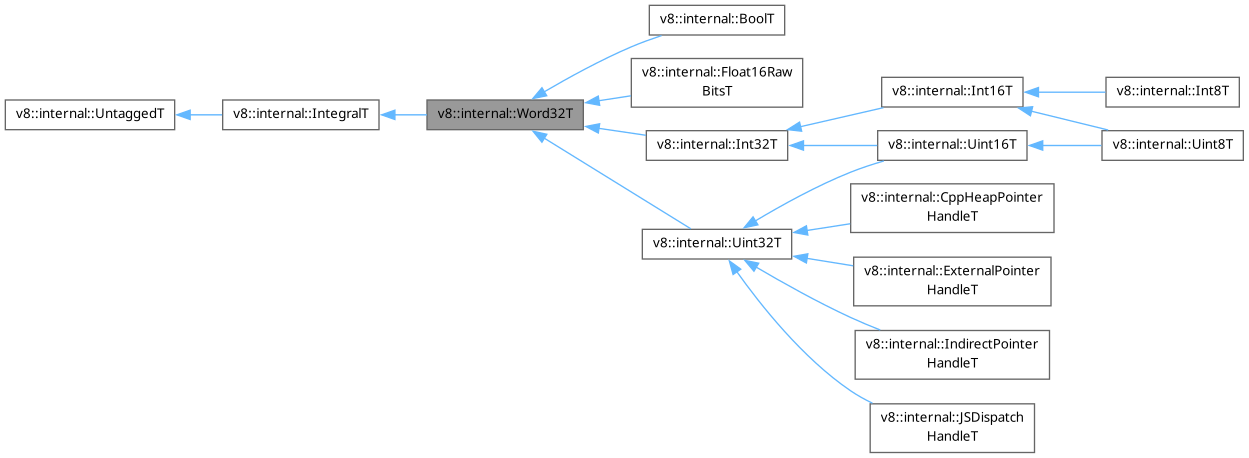 v8::internal::UntaggedT
v8::internal::IntegralT
v8::internal::Word32T
v8::internal::BoolT
v8::internal::Float16Raw
BitsT
v8::internal::Int32T
v8::internal::Int16T
v8::internal::Int8T
v8::internal::Uint16T
v8::internal::Uint8T
v8::internal::Uint32T
v8::internal::CppHeapPointer
HandleT
v8::internal::ExternalPointer
HandleT
v8::internal::IndirectPointer
HandleT
v8::internal::JSDispatch
HandleT